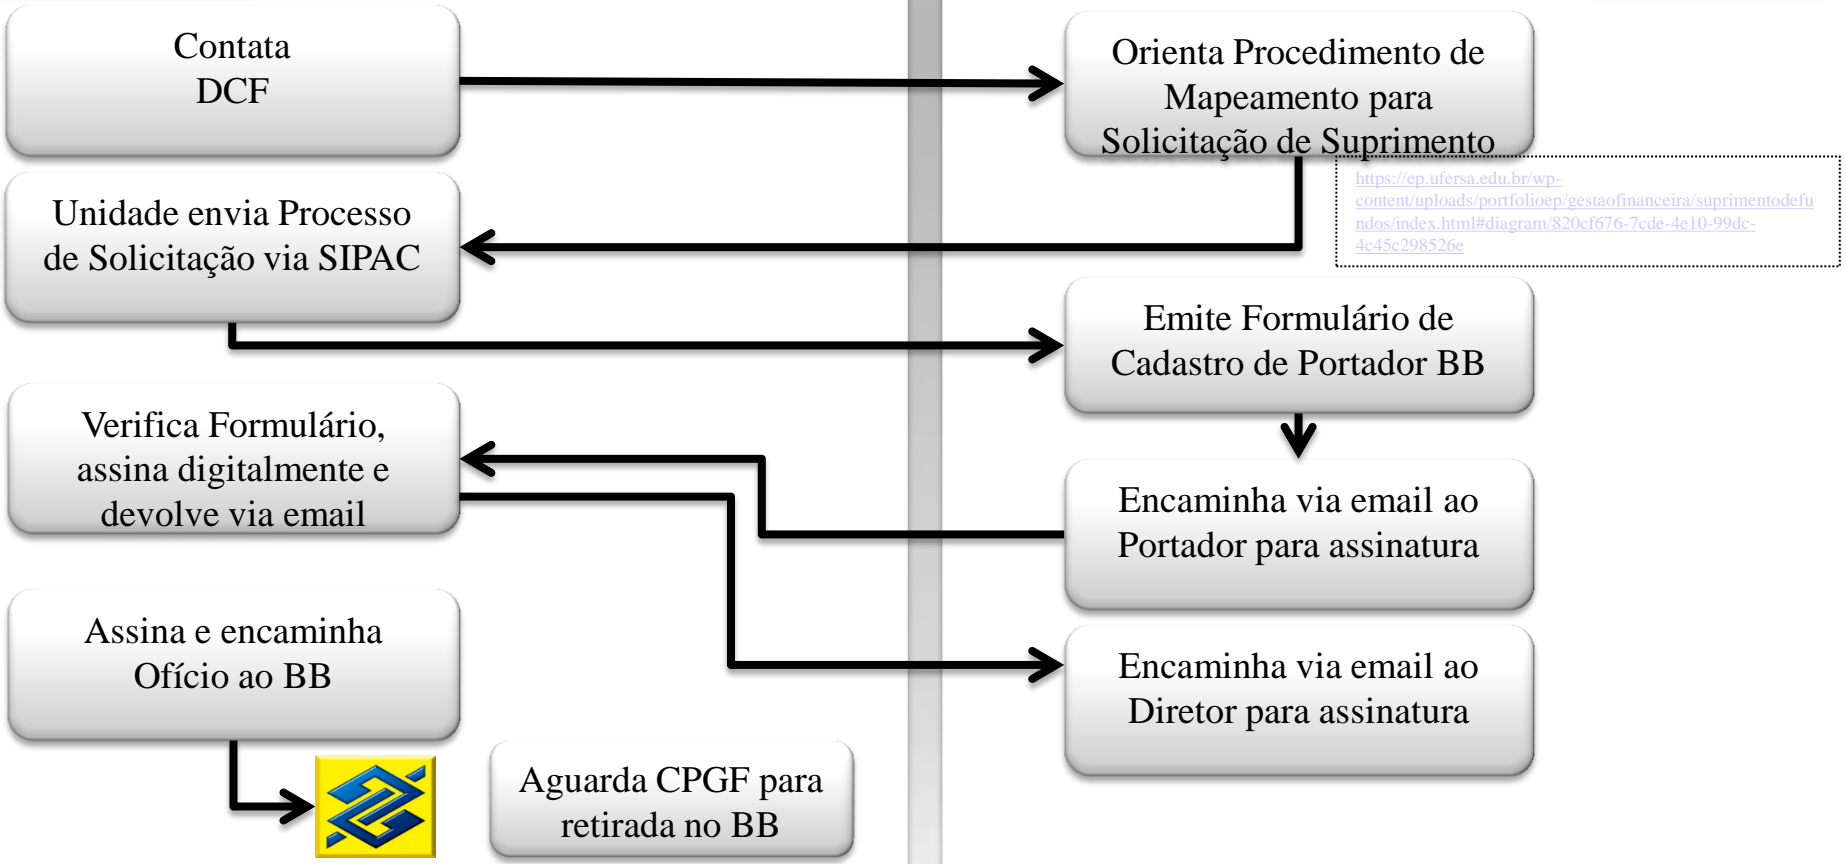 Contata
DCF
Orienta Procedimento de
Mapeamento para
Solicitação de Suprimento
https://ep.ufersa.edu.br/wp-
content/uploads/portfolioep/gestaofinanceira/suprimentodefu
ndos/index.html#diagram/820cf676-7cde-4e10-99dc-
4c45c298526e
Unidade envia Processo
de Solicitação via SIPAC
Emite Formulário de
Cadastro de Portador BB
Verifica Formulário,
assina digitalmente e
devolve via email
Encaminha via email ao
Portador para assinatura
Assina e encaminha
Ofício ao BB
Encaminha via email ao
Diretor para assinatura
Aguarda CPGF para
retirada no BB